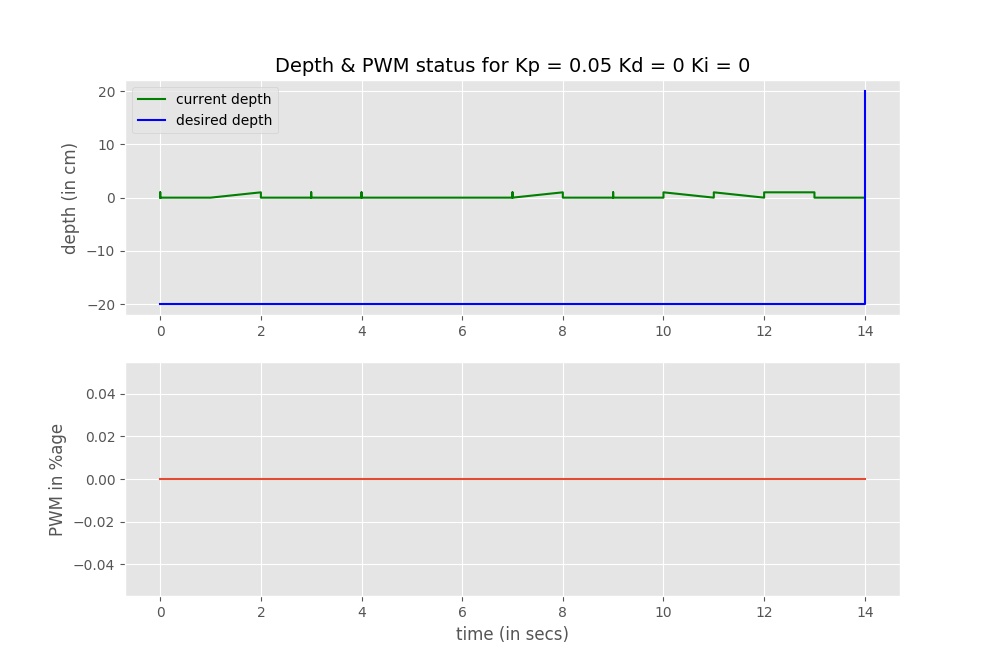 Depth & PWM status for Kp = 0.05 Kd = 0 Ki = 0
current depth
desired depth
depth (in cm)
20
10
0
−10
−20
0 2 4 6 8 10 12 14
PWM in %age
0.04
0.02
0.00
−0.02
−0.04
0 2 4 6 8 10 12 14
time (in secs)